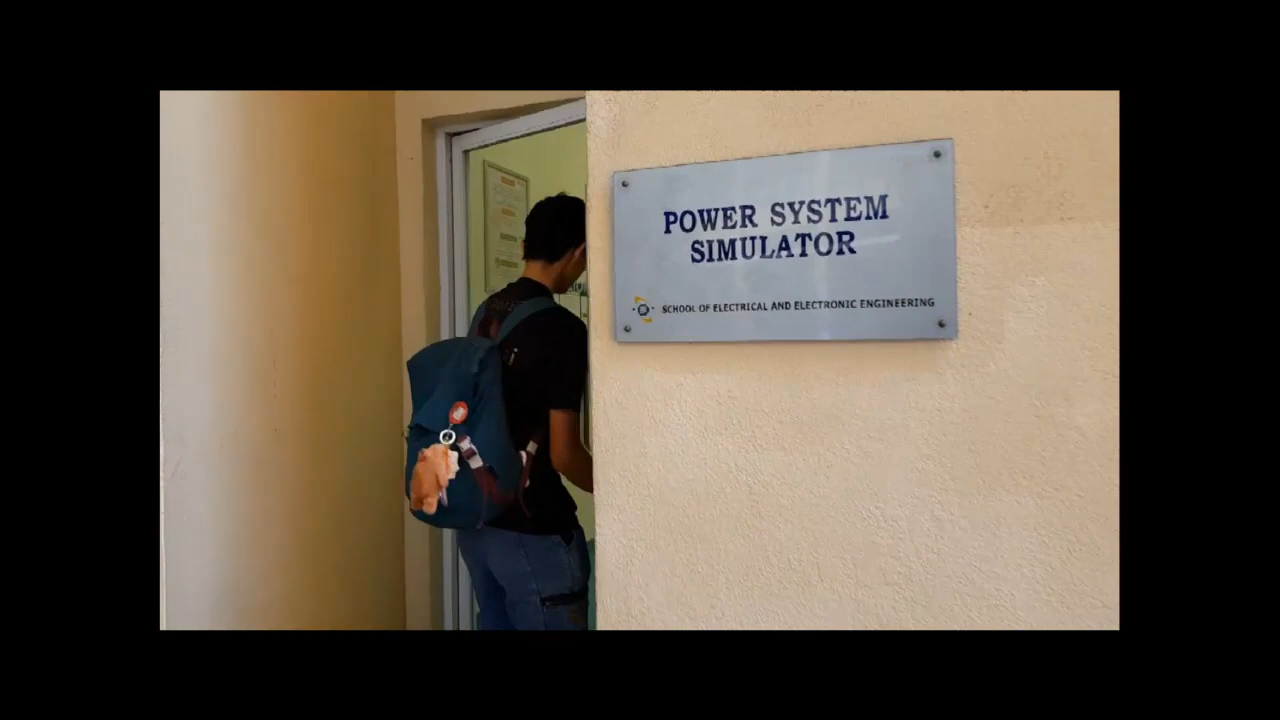 POWER SYSTEM
SIMULATOR
SCHOOL OF ELECTRICAL AND ELECTRONIC ENGINEERING